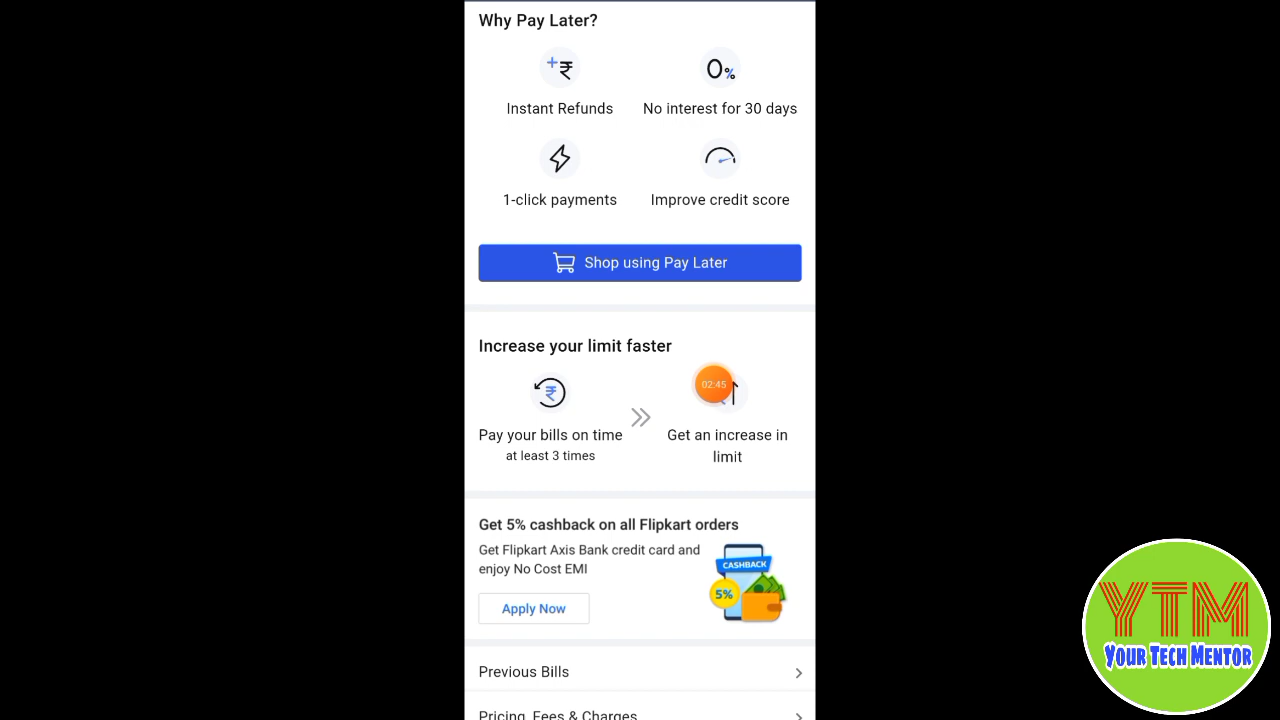 Why Pay Later?
+₹
0%
Instant Refunds
No interest for 30 days
1-click payments
Improve credit score
Shop using Pay Later
Increase your limit faster
₹
02:45
Pay your bills on time
at least 3 times
Get an increase in
limit
Get 5% cashback on all Flipkart orders
Get Flipkart Axis Bank credit card and
enjoy No Cost EMI
CASHBACK
5%
Apply Now
YTM
YOUR TECH MENTOR
Previous Bills
Pricing, Fees & Charges